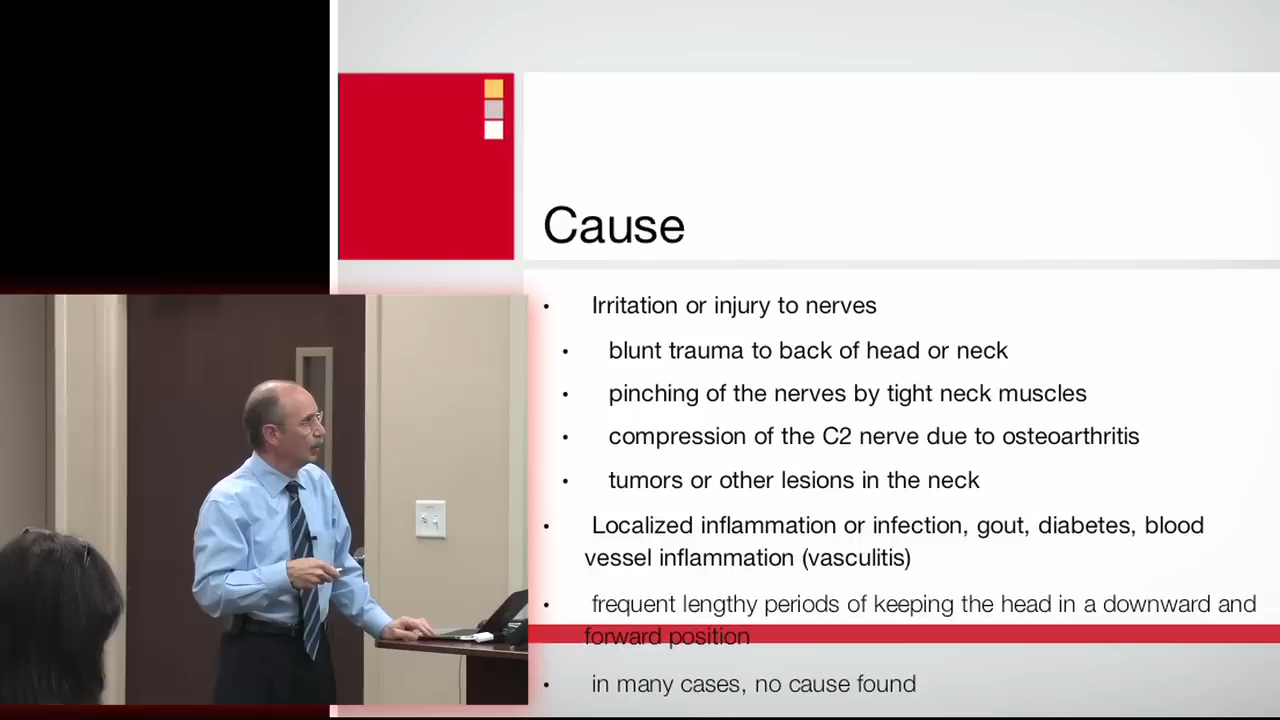 Cause
• Irritation or injury to nerves
• blunt trauma to back of head or neck
• pinching of the nerves by tight neck muscles
• compression of the C2 nerve due to osteoarthritis
• tumors or other lesions in the neck
• Localized inflammation or infection, gout, diabetes, blood
vessel inflammation (vasculitis)
• frequent lengthy periods of keeping the head in a downward and
forward position
• in many cases, no cause found